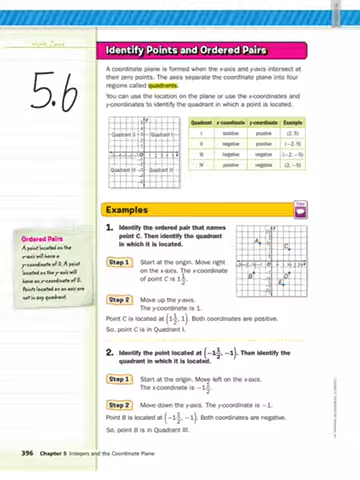 Work Zone
5.6
Identify Points and Ordered Pairs
A coordinate plane is formed when the x-axis and y-axis intersect at
their zero points. The axes separate the coordinate plane into four
regions called quadrants.
You can use the location on the plane or use the x-coordinates and
y-coordinates to identify the quadrant in which a point is located.
Quadrant II
Quadrant I
Quadrant III
Quadrant IV
Quadrant x-coordinate y-coordinate Example
I positive positive (2, 5)
II negative positive (−2, 5)
III negative negative (−2, −5)
IV positive negative (2, −5)
Examples
Ordered Pairs
A point located on the
x-axis will have a
y-coordinate of 0. A point
located on the y-axis will
have an x-coordinate of 0.
Points located on an axis are
not in any quadrant.
1. Identify the ordered pair that names
point C. Then identify the quadrant
in which it is located.
Step 1 Start at the origin. Move right
on the x-axis. The x-coordinate
of point C is 1½.
Step 2 Move up the y-axis.
The y-coordinate is 1.
Point C is located at (1½, 1). Both coordinates are positive.
So, point C is in Quadrant I.
2. Identify the point located at (−1½, −1). Then identify the
quadrant in which it is located.
Step 1 Start at the origin. Move left on the x-axis.
The x-coordinate is −1½.
Step 2 Move down the y-axis. The y-coordinate is −1.
Point B is located at (−1½, −1). Both coordinates are negative.
So, point B is in Quadrant III.
396 Chapter 5 Integers and the Coordinate Plane